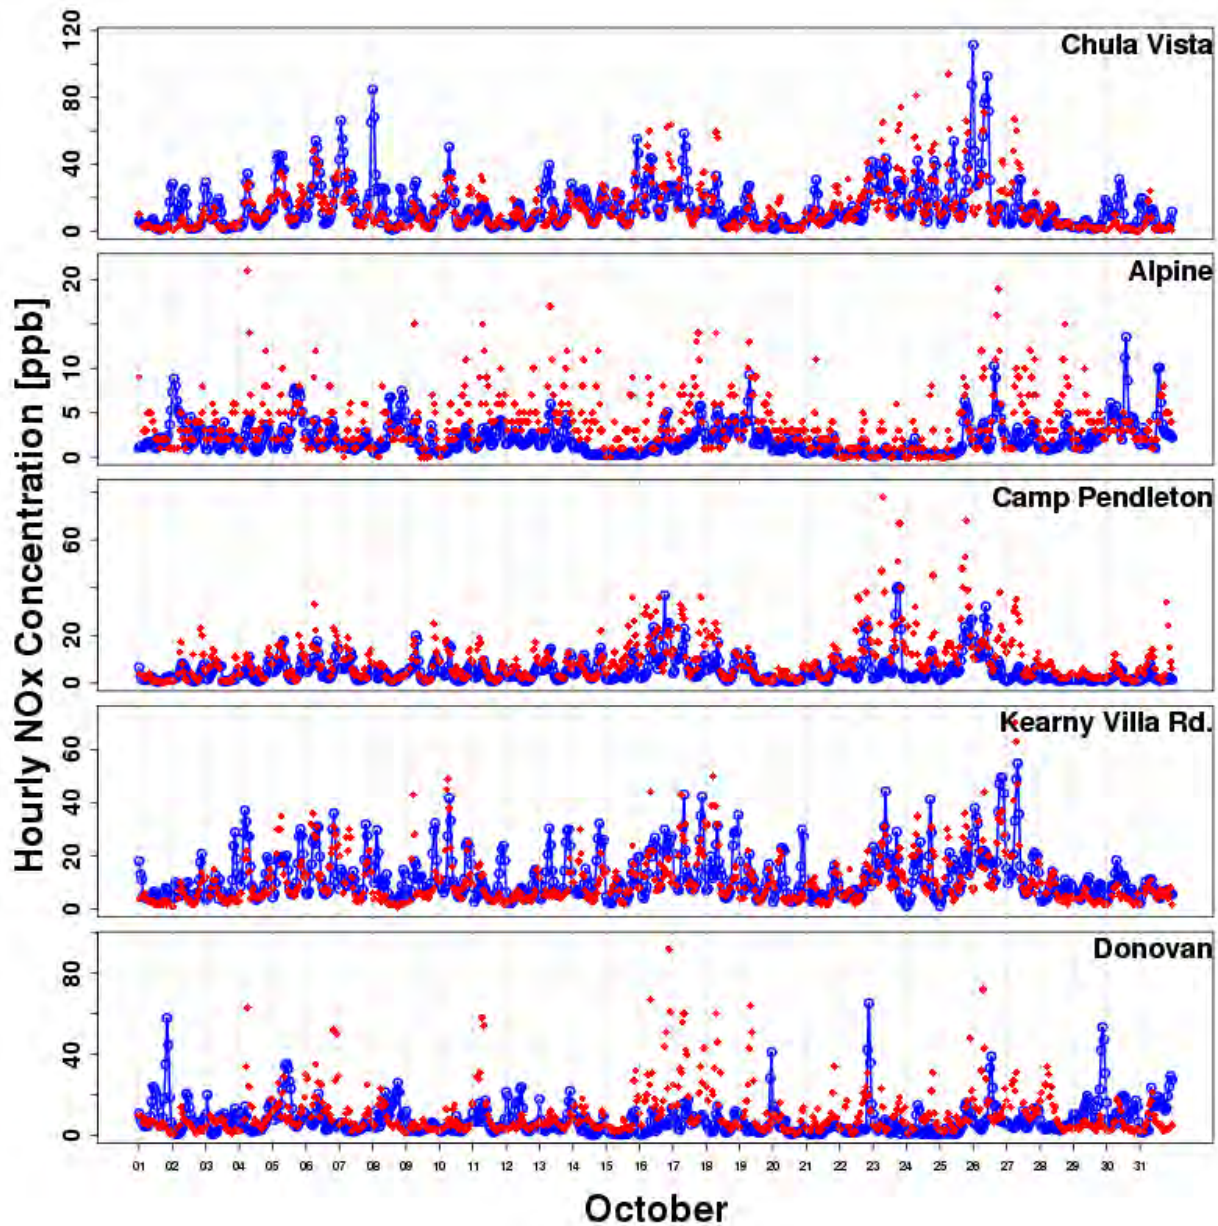 Chula Vista
120
80
40
0
Alpine
20
10
5
0
Camp Pendleton
60
20
0
Kearny Villa Rd.
60
40
20
0
Donovan
80
40
0
Hourly NOx Concentration [ppb]
01 02 03 04 05 06 07 08 09 10 11 12 13 14 15 16 17 18 19 20 21 22 23 24 25 26 27 28 29 30 31
October